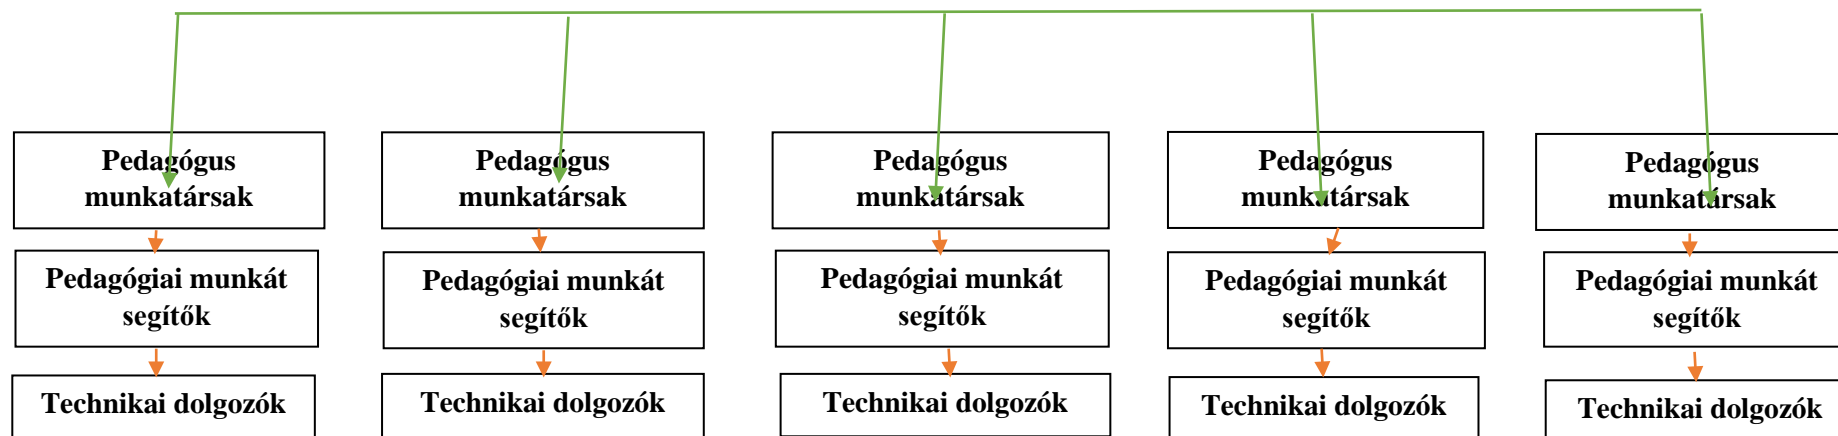 Pedagógus
munkatársak
Pedagógiai munkát
segítők
Technikai dolgozók
Pedagógus
munkatársak
Pedagógiai munkát
segítők
Technikai dolgozók
Pedagógus
munkatársak
Pedagógiai munkát
segítők
Technikai dolgozók
Pedagógus
munkatársak
Pedagógiai munkát
segítők
Technikai dolgozók
Pedagógus
munkatársak
Pedagógiai munkát
segítők
Technikai dolgozók